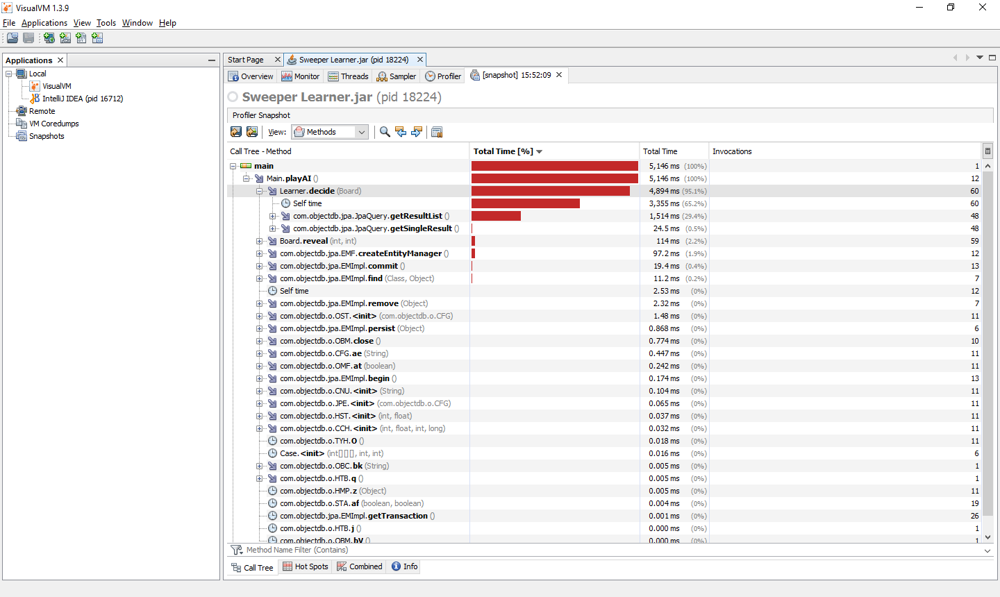 VisualVM 1.3.9
File Applications View Tools Window Help
Applications
Local
VisualVM
IntelliJ IDEA (pid 16712)
Remote
VM Coredumps
Snapshots
Start Page Sweeper Learner.jar (pid 18224)
Overview Monitor Threads Sampler Profiler [snapshot] 15:52:09
Sweeper Learner.jar (pid 18224)
Profiler Snapshot
View: Methods
Call Tree - Method Total Time [%] Total Time Invocations
main 5,146 ms (100%) 1
Main.playAI () 5,146 ms (100%) 12
Learner.decide (Board) 4,894 ms (95.1%) 60
Self time 3,355 ms (65.2%) 60
com.objectdb.jpa.JpaQuery.getResultList () 1,514 ms (29.4%) 48
com.objectdb.jpa.JpaQuery.getSingleResult () 24.5 ms (0.5%) 48
Board.reveal (int, int) 114 ms (2.2%) 59
com.objectdb.jpa.EMF.createEntityManager () 97.2 ms (1.9%) 12
com.objectdb.jpa.EMImpl.commit () 19.4 ms (0.4%) 13
com.objectdb.jpa.EMImpl.find (Class, Object) 11.2 ms (0.2%) 7
Self time 2.53 ms (0%) 12
com.objectdb.jpa.EMImpl.remove (Object) 2.32 ms (0%) 7
com.objectdb.o.OST.<init> (com.objectdb.o.CFG) 1.48 ms (0%) 11
com.objectdb.jpa.EMImpl.persist (Object) 0.868 ms (0%) 6
com.objectdb.o.OBM.close () 0.774 ms (0%) 10
com.objectdb.o.CFG.ae (String) 0.447 ms (0%) 11
com.objectdb.o.OMF.at (boolean) 0.242 ms (0%) 11
com.objectdb.jpa.EMImpl.begin () 0.174 ms (0%) 13
com.objectdb.o.CNU.<init> (String) 0.104 ms (0%) 11
com.objectdb.o.JPE.<init> (com.objectdb.o.CFG) 0.065 ms (0%) 11
com.objectdb.o.HST.<init> (int, float) 0.037 ms (0%) 11
com.objectdb.o.CCH.<init> (int, float, int, long) 0.032 ms (0%) 11
com.objectdb.o.TYH.O () 0.018 ms (0%) 11
Case.<init> (int[][][], int, int) 0.016 ms (0%) 6
com.objectdb.o.OBC.bk (String) 0.005 ms (0%) 1
com.objectdb.o.HTB.q () 0.005 ms (0%) 1
com.objectdb.o.HMP.z (Object) 0.005 ms (0%) 11
com.objectdb.o.STA.af (boolean, boolean) 0.004 ms (0%) 19
com.objectdb.jpa.EMImpl.getTransaction () 0.001 ms (0%) 26
com.objectdb.o.HTB.j () 0.000 ms (0%) 1
com.objectdb.o.OBM.bV () 0.000 ms (0%) 1
Method Name Filter (Contains)
Call Tree Hot Spots Combined Info